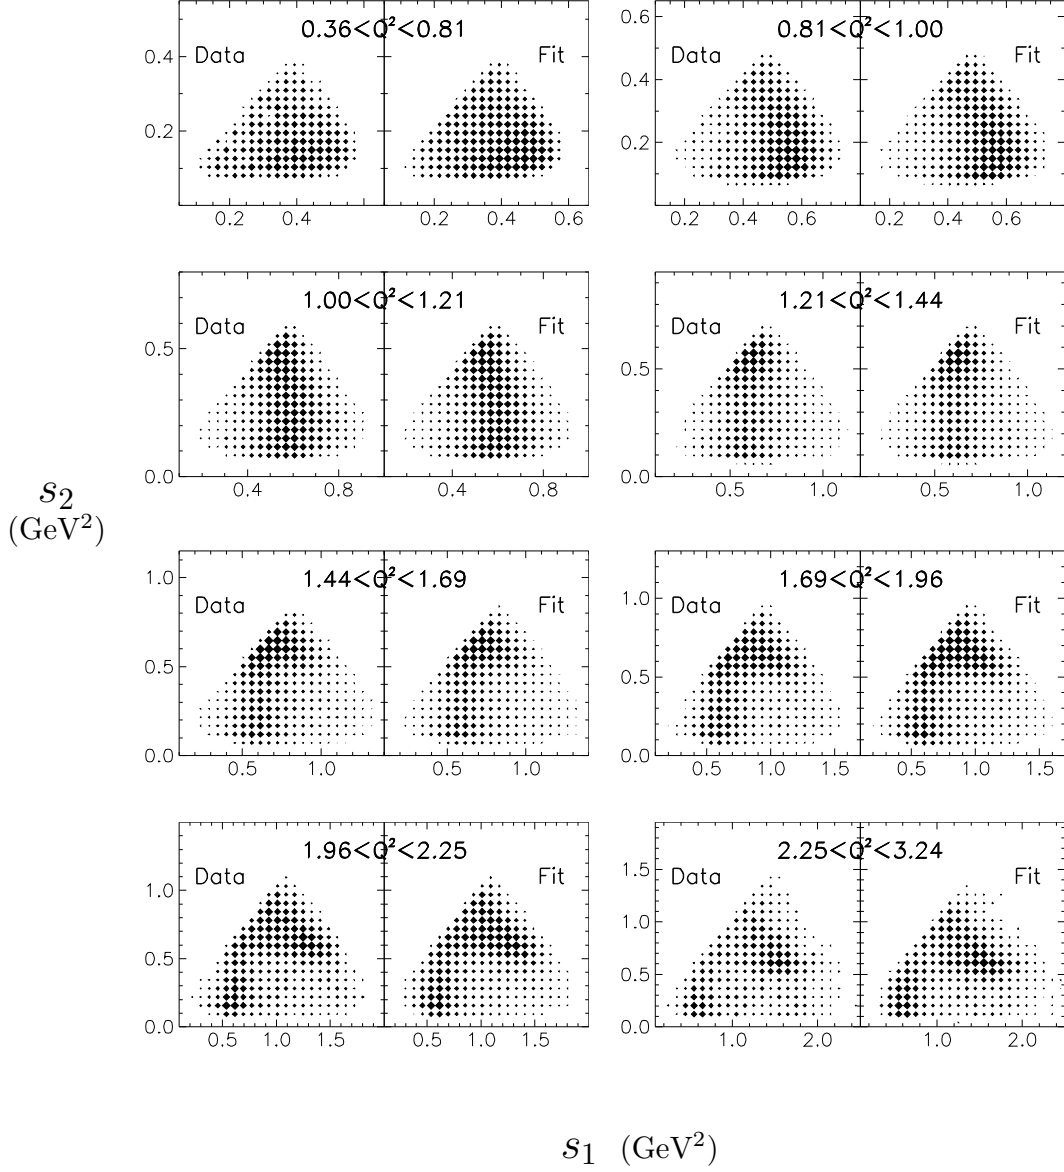 0.36<Q²<0.81
0.81<Q²<1.00
Data
Fit
Data
Fit
0.4
0.2
0.6
0.4
0.2
0.2 0.4 0.2 0.4 0.6
0.2 0.4 0.6 0.2 0.4 0.6
1.00<Q²<1.21
1.21<Q²<1.44
Data
Fit
Data
Fit
0.5
0.0
0.5
0.0
0.4 0.8 0.4 0.8
0.5 1.0 0.5 1.0
s₂
(GeV²)
1.44<Q²<1.69
1.69<Q²<1.96
Data
Fit
Data
Fit
1.0
0.5
0.0
1.0
0.5
0.0
0.5 1.0 0.5 1.0
0.5 1.0 1.5 0.5 1.0 1.5
1.96<Q²<2.25
2.25<Q²<3.24
Data
Fit
Data
Fit
1.0
0.5
0.0
1.5
1.0
0.5
0.0
0.5 1.0 1.5 0.5 1.0 1.5
1.0 2.0 1.0 2.0
s₁ (GeV²)